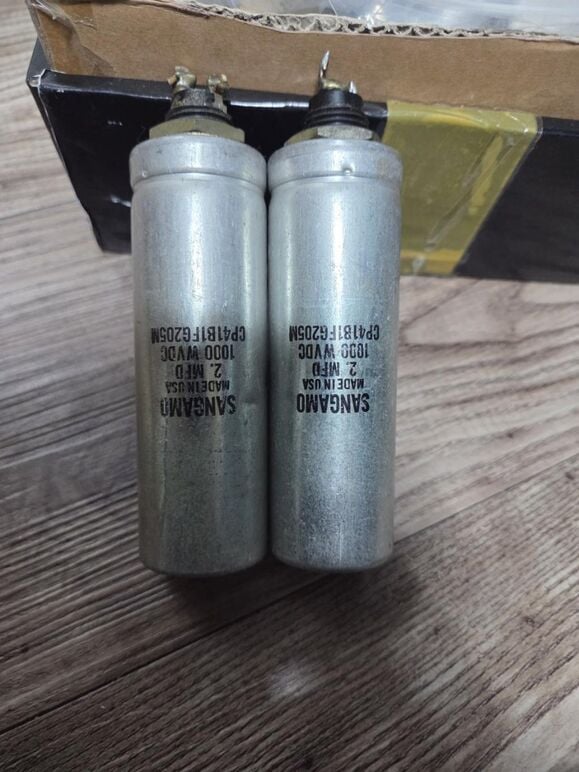 SANGAMO
MADE IN USA
2. MFD
1000 WVDC
CP41B1FG205M
SANGAMO
MADE IN USA
2. MFD
1000 WVDC
CP41B1FG205M